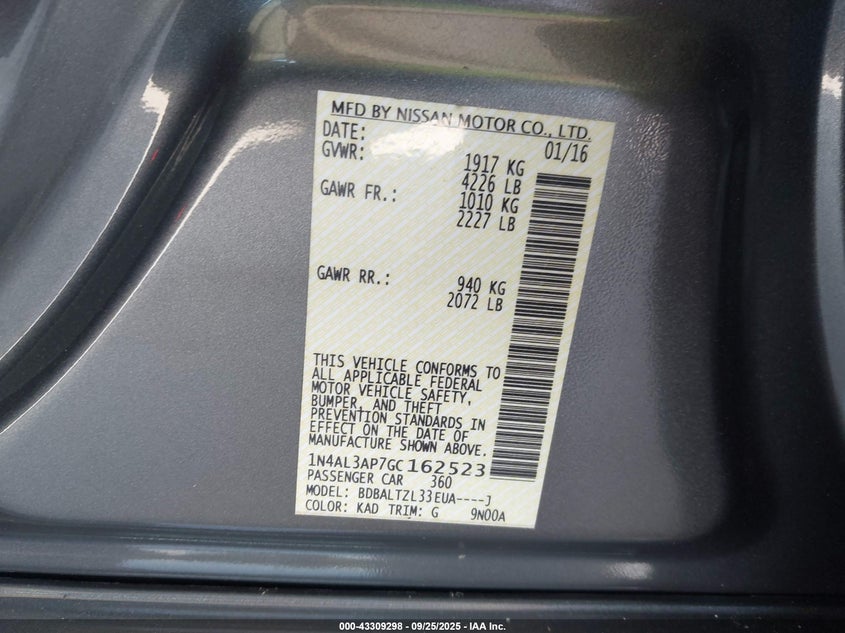 MFD BY NISSAN MOTOR CO., LTD.
DATE: 01/16
GVWR: 1917 KG
4226 LB
GAWR FR.: 1010 KG
2227 LB
GAWR RR.: 940 KG
2072 LB
THIS VEHICLE CONFORMS TO
ALL APPLICABLE FEDERAL
MOTOR VEHICLE SAFETY,
BUMPER, AND THEFT
PREVENTION STANDARDS IN
EFFECT ON THE DATE OF
MANUFACTURE SHOWN ABOVE.
1N4AL3AP7GC162523
PASSENGER CAR 360
MODEL: BDBALTZL33EUA----J
COLOR: KAD TRIM: G 9N00A
000-43309298 - 09/25/2025 - IAA Inc.